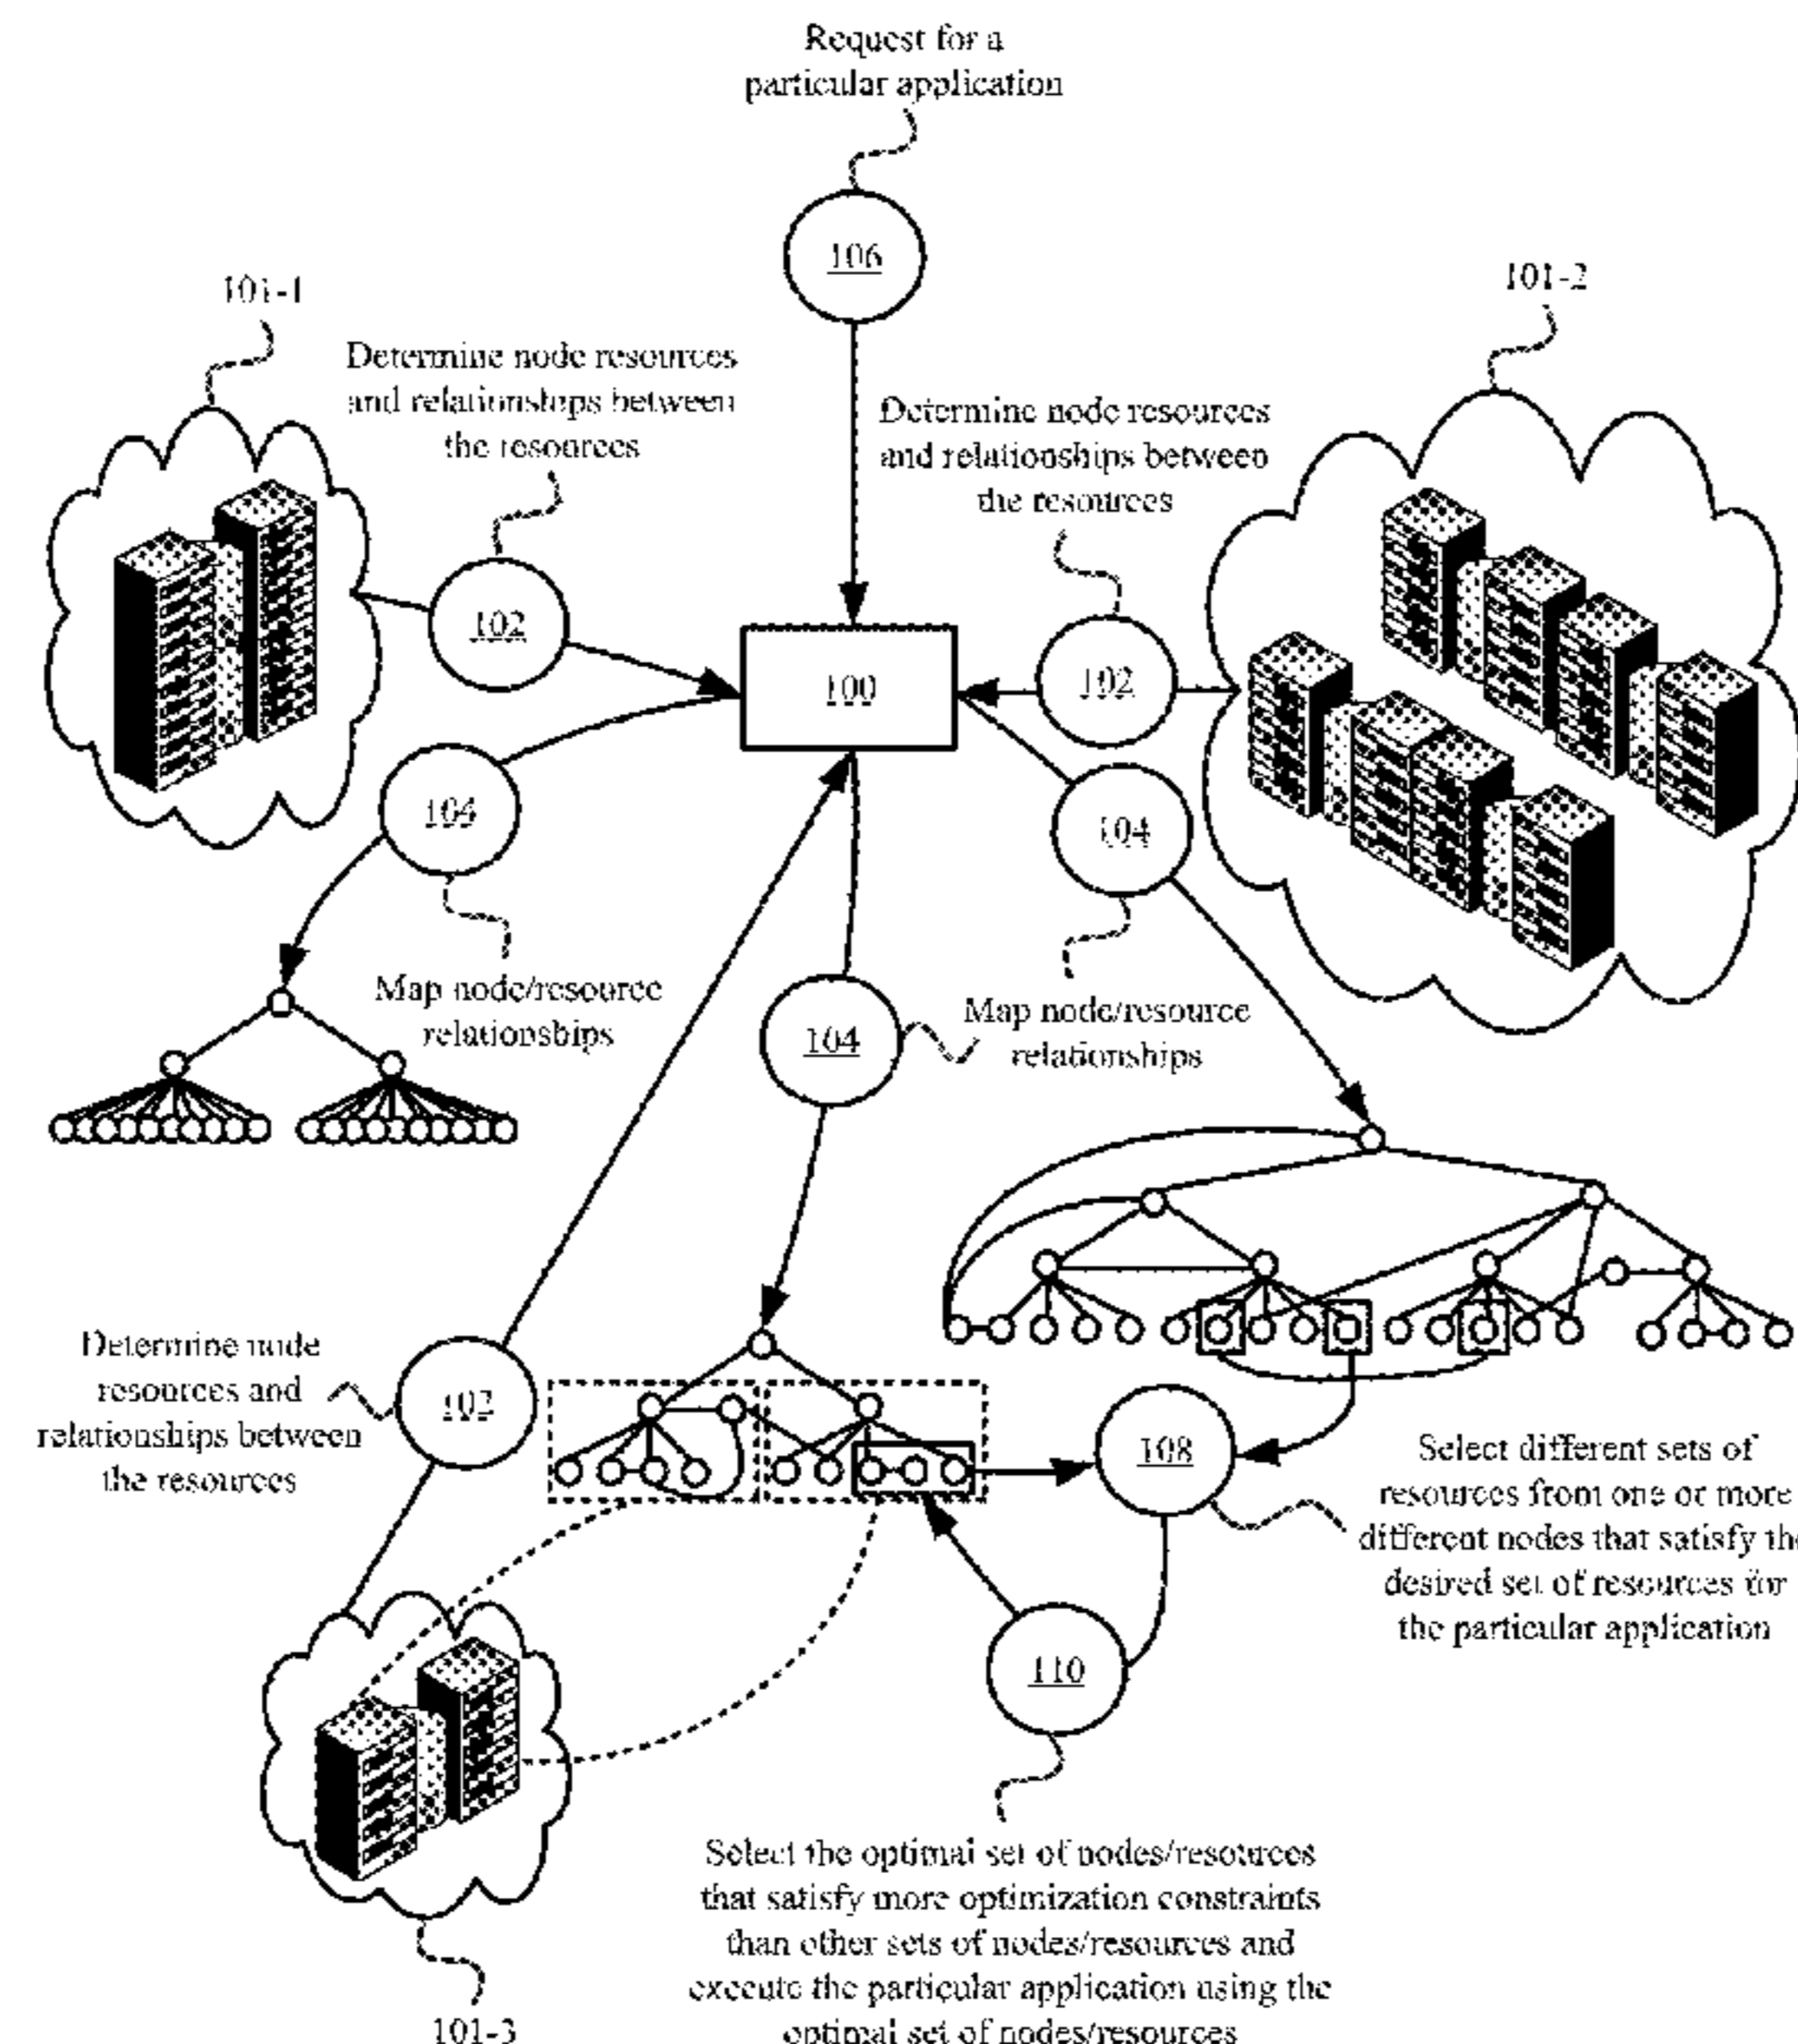 Request for a
particular application
106
101-1
101-2
Determine node resources
and relationships between
the resources
Determine node resources
and relationships between
the resources
102
102
100
104
104
Map node/resource
relationships
104
Map node/resource
relationships
Determine node
resources and
relationships between
the resources
102
108
Select different sets of
resources from one or more
different nodes that satisfy the
desired set of resources for
the particular application
110
Select the optimal set of nodes/resources
that satisfy more optimization constraints
than other sets of nodes/resources and
execute the particular application using the
optimal set of nodes/resources
101-3